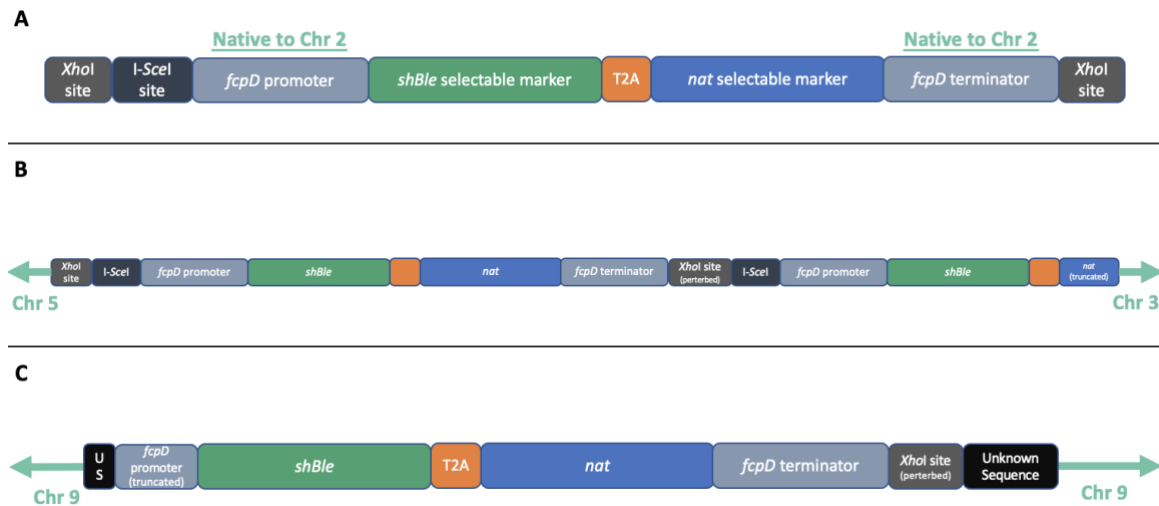 A
Native to Chr 2
Native to Chr 2
XhoI
site
I-SceI
site
fcpD promoter
shBle selectable marker
T2A
nat selectable marker
fcpD terminator
XhoI
site
B
XhoI
site
I-SceI
fcpD promoter
shBle
nat
fcpD terminator
XhoI site
(perterbed)
I-SceI
fcpD promoter
shBle
nat
(truncated)
Chr 5
Chr 3
C
U
S
fcpD
promoter
(truncated)
shBle
T2A
nat
fcpD terminator
XhoI site
(perterbed)
Unknown
Sequence
Chr 9
Chr 9